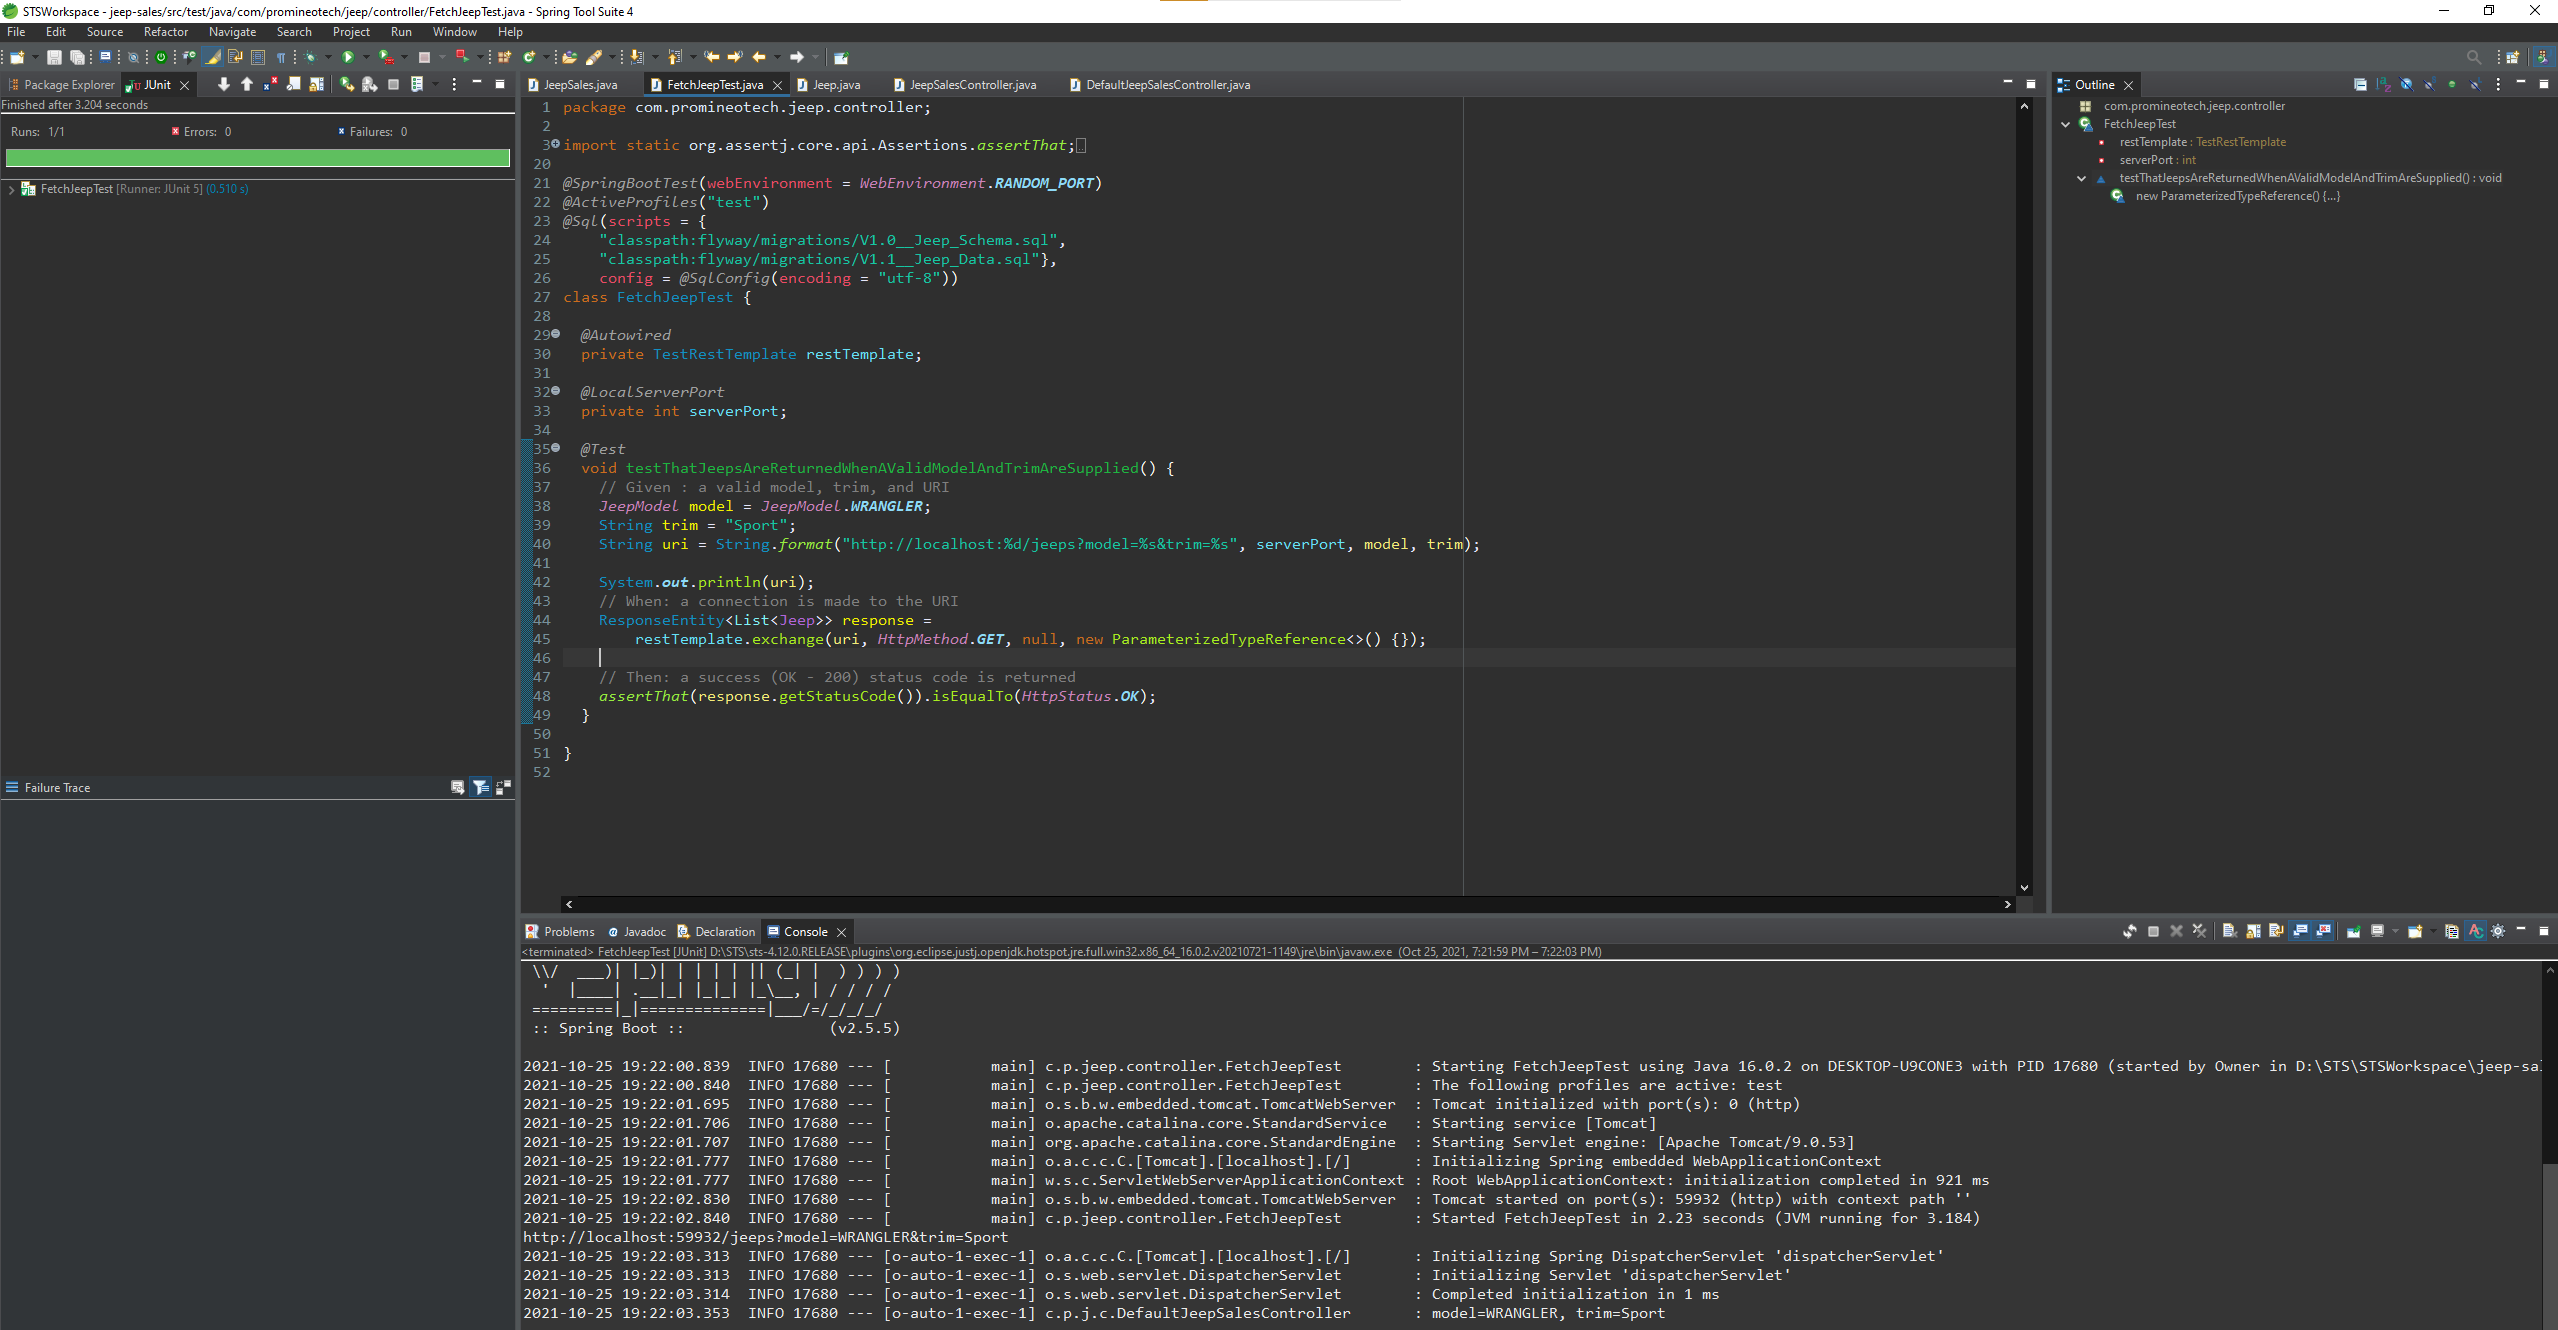 STSWorkspace - jeep-sales/src/test/java/com/promineotech/jeep/controller/FetchJeepTest.java - Spring Tool Suite 4
File Edit Source Refactor Navigate Search Project Run Window Help
Package Explorer JUnit
Finished after 3.204 seconds
Runs: 1/1 Errors: 0 Failures: 0
FetchJeepTest [Runner: JUnit 5] (0.510 s)
Failure Trace
JeepSales.java FetchJeepTest.java Jeep.java JeepSalesController.java DefaultJeepSalesController.java
1 package com.promineotech.jeep.controller;
2
3 import static org.assertj.core.api.Assertions.assertThat;
20
21 @SpringBootTest(webEnvironment = WebEnvironment.RANDOM_PORT)
22 @ActiveProfiles("test")
23 @Sql(scripts = {
24     "classpath:flyway/migrations/V1.0__Jeep_Schema.sql",
25     "classpath:flyway/migrations/V1.1__Jeep_Data.sql"},
26     config = @SqlConfig(encoding = "utf-8"))
27 class FetchJeepTest {
28
29   @Autowired
30   private TestRestTemplate restTemplate;
31
32   @LocalServerPort
33   private int serverPort;
34
35   @Test
36   void testThatJeepsAreReturnedWhenAValidModelAndTrimAreSupplied() {
37     // Given : a valid model, trim, and URI
38     JeepModel model = JeepModel.WRANGLER;
39     String trim = "Sport";
40     String uri = String.format("http://localhost:%d/jeeps?model=%s&trim=%s", serverPort, model, trim);
41
42     System.out.println(uri);
43     // When: a connection is made to the URI
44     ResponseEntity<List<Jeep>> response =
45         restTemplate.exchange(uri, HttpMethod.GET, null, new ParameterizedTypeReference<>() {});
46
47     // Then: a success (OK - 200) status code is returned
48     assertThat(response.getStatusCode()).isEqualTo(HttpStatus.OK);
49   }
50
51 }
52
Outline
com.promineotech.jeep.controller
FetchJeepTest
restTemplate : TestRestTemplate
serverPort : int
testThatJeepsAreReturnedWhenAValidModelAndTrimAreSupplied() : void
new ParameterizedTypeReference() {...}
Problems Javadoc Declaration Console
<terminated> FetchJeepTest [JUnit] D:\STS\sts-4.12.0.RELEASE\plugins\org.eclipse.justj.openjdk.hotspot.jre.full.win32.x86_64_16.0.2.v20210721-1149\jre\bin\javaw.exe (Oct 25, 2021, 7:21:59 PM – 7:22:03 PM)
 \\/  ___)| |_)| | | | | || (_| |  ) ) ) )
  '  |____| .__|_| |_|_| |_\__, | / / / /
 =========|_|==============|___/=/_/_/_/
 :: Spring Boot ::                (v2.5.5)
2021-10-25 19:22:00.839  INFO 17680 --- [           main] c.p.jeep.controller.FetchJeepTest        : Starting FetchJeepTest using Java 16.0.2 on DESKTOP-U9CONE3 with PID 17680 (started by Owner in D:\STS\STSWorkspace\jeep-sal
2021-10-25 19:22:00.840  INFO 17680 --- [           main] c.p.jeep.controller.FetchJeepTest        : The following profiles are active: test
2021-10-25 19:22:01.695  INFO 17680 --- [           main] o.s.b.w.embedded.tomcat.TomcatWebServer  : Tomcat initialized with port(s): 0 (http)
2021-10-25 19:22:01.706  INFO 17680 --- [           main] o.apache.catalina.core.StandardService   : Starting service [Tomcat]
2021-10-25 19:22:01.707  INFO 17680 --- [           main] org.apache.catalina.core.StandardEngine  : Starting Servlet engine: [Apache Tomcat/9.0.53]
2021-10-25 19:22:01.777  INFO 17680 --- [           main] o.a.c.c.C.[Tomcat].[localhost].[/]       : Initializing Spring embedded WebApplicationContext
2021-10-25 19:22:01.777  INFO 17680 --- [           main] w.s.c.ServletWebServerApplicationContext : Root WebApplicationContext: initialization completed in 921 ms
2021-10-25 19:22:02.830  INFO 17680 --- [           main] o.s.b.w.embedded.tomcat.TomcatWebServer  : Tomcat started on port(s): 59932 (http) with context path ''
2021-10-25 19:22:02.840  INFO 17680 --- [           main] c.p.jeep.controller.FetchJeepTest        : Started FetchJeepTest in 2.23 seconds (JVM running for 3.184)
http://localhost:59932/jeeps?model=WRANGLER&trim=Sport
2021-10-25 19:22:03.313  INFO 17680 --- [o-auto-1-exec-1] o.a.c.c.C.[Tomcat].[localhost].[/]       : Initializing Spring DispatcherServlet 'dispatcherServlet'
2021-10-25 19:22:03.313  INFO 17680 --- [o-auto-1-exec-1] o.s.web.servlet.DispatcherServlet        : Initializing Servlet 'dispatcherServlet'
2021-10-25 19:22:03.314  INFO 17680 --- [o-auto-1-exec-1] o.s.web.servlet.DispatcherServlet        : Completed initialization in 1 ms
2021-10-25 19:22:03.353  INFO 17680 --- [o-auto-1-exec-1] c.p.j.c.DefaultJeepSalesController       : model=WRANGLER, trim=Sport